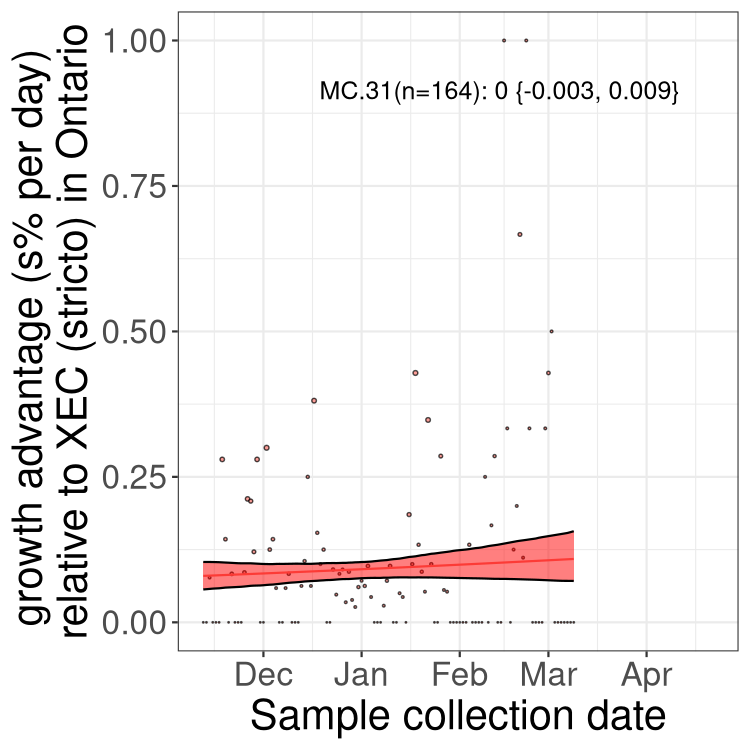 growth advantage (s% per day)
relative to XEC (stricto) in Ontario
1.00
0.75
0.50
0.25
0.00
MC.31(n=164): 0 {-0.003, 0.009}
Dec Jan Feb Mar Apr
Sample collection date